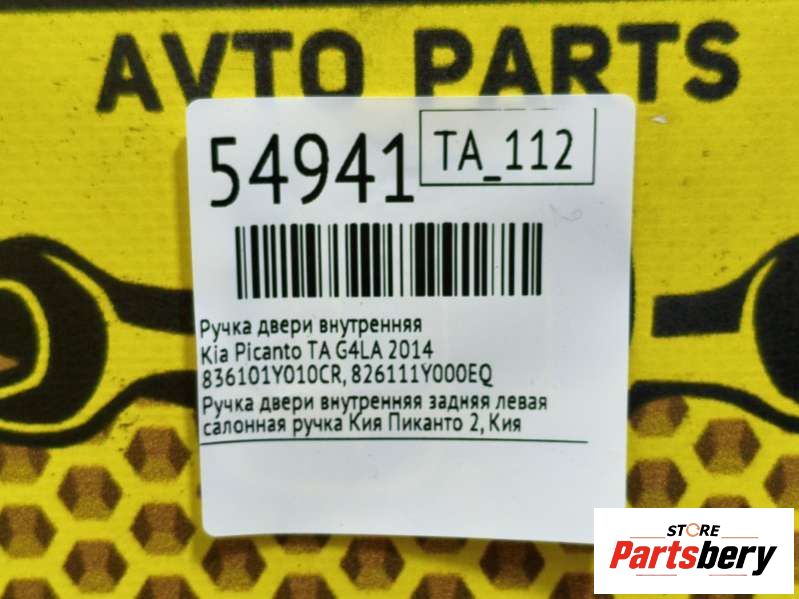 AVTO PARTS
54941
TA_112
Ручка двери внутренняя
Kia Picanto TA G4LA 2014
836101Y010CR, 826111Y000EQ
Ручка двери внутренняя задняя левая
салонная ручка Кия Пиканто 2, Кия
STORE
Partsbery